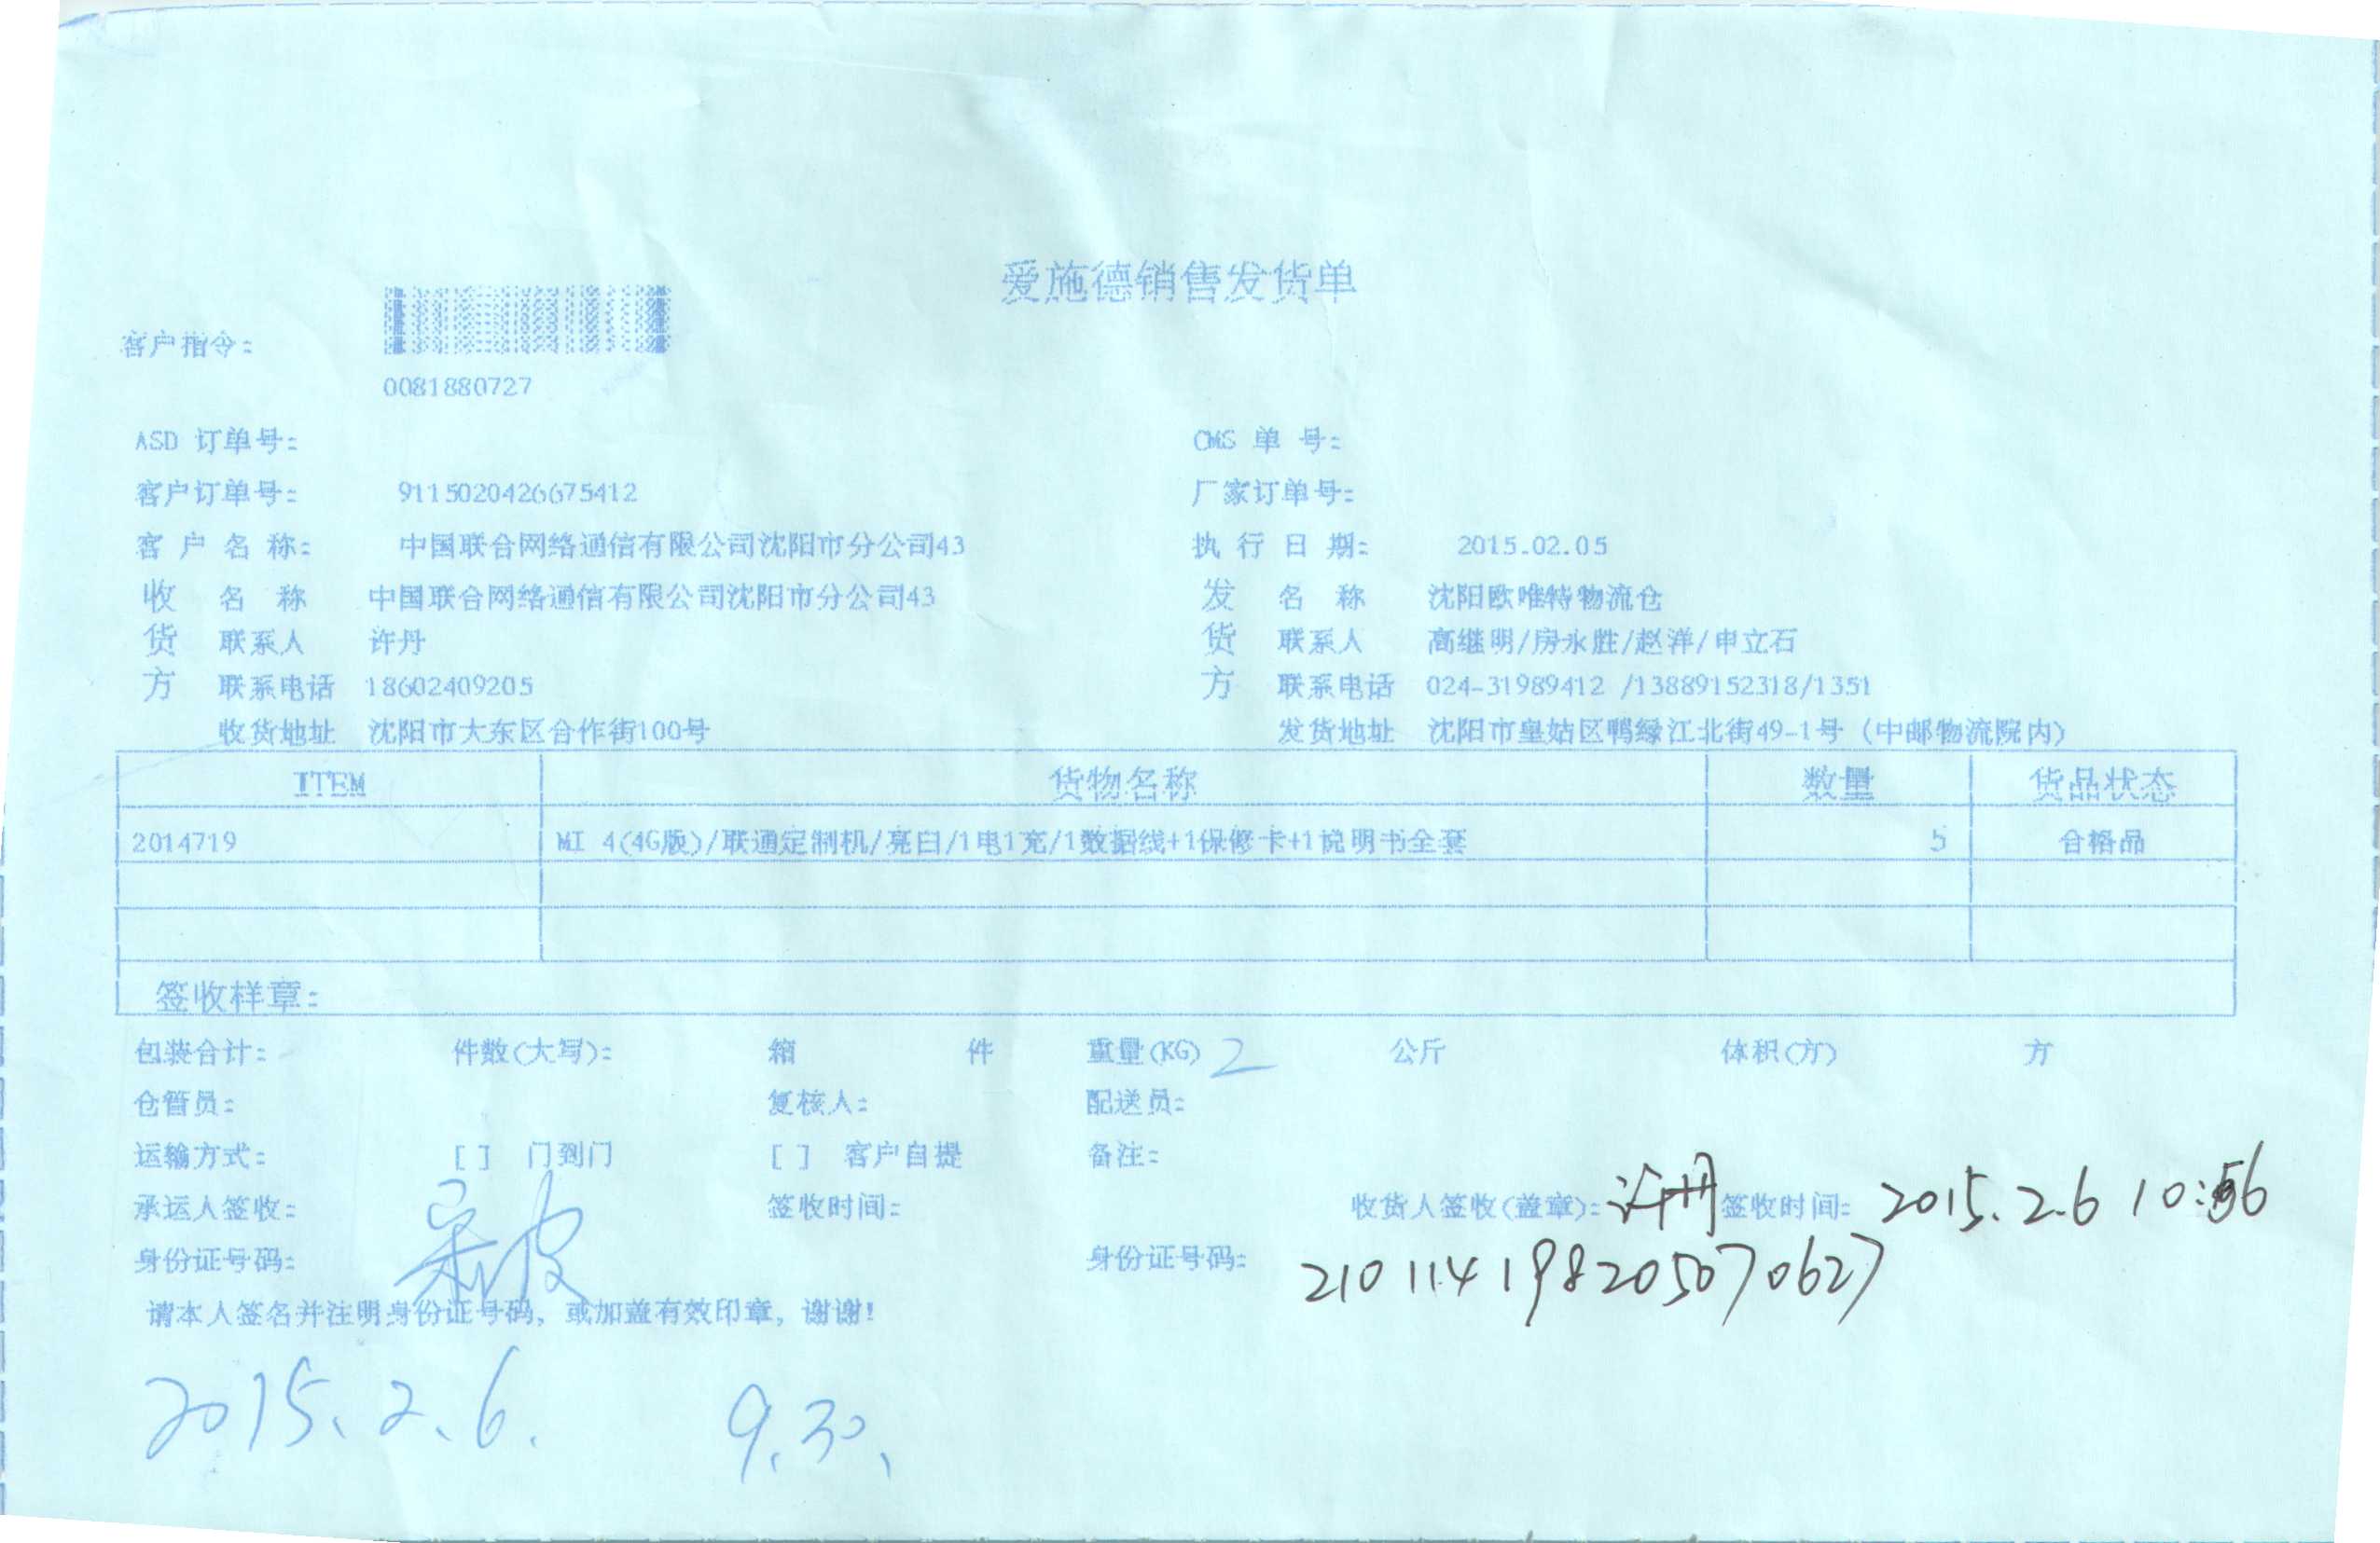 爱施德销售发货单
客户指令:
0081880727
ASD 订单号: CMS 单 号:
客户订单号: 9115020426675412 厂家订单号:
客 户 名 称: 中国联合网络通信有限公司沈阳市分公司43 执 行 日 期: 2015.02.05
收 名 称 中国联合网络通信有限公司沈阳市分公司43 发 名 称 沈阳欧唯特物流仓
货 联系人 许丹 货 联系人 高继明/房永胜/赵洋/申立石
方 联系电话 18602409205 方 联系电话 024-31989412 /13889152318/1351
收货地址 沈阳市大东区合作街100号 发货地址 沈阳市皇姑区鸭绿江北街49-1号 (中邮物流院内)
ITEM 货物名称 数量 货品状态
2014719 MI 4(4G版)/联通定制机/亮白/1电1充/1数据线+1保修卡+1说明书全套 5 合格品
签收样章:
包装合计: 件数(大写): 箱 件 重量(KG) 2 公斤 体积(方) 方
仓管员: 复核人: 配送员:
运输方式: [ ] 门到门 [ ] 客户自提 备注:
承运人签收: 签收时间: 收货人签收(盖章): 许丹 签收时间: 2015.2.6 10:56
身份证号码: 身份证号码: 210114198205070627
请本人签名并注明身份证号码, 或加盖有效印章, 谢谢!
2015.2.6. 9.30.